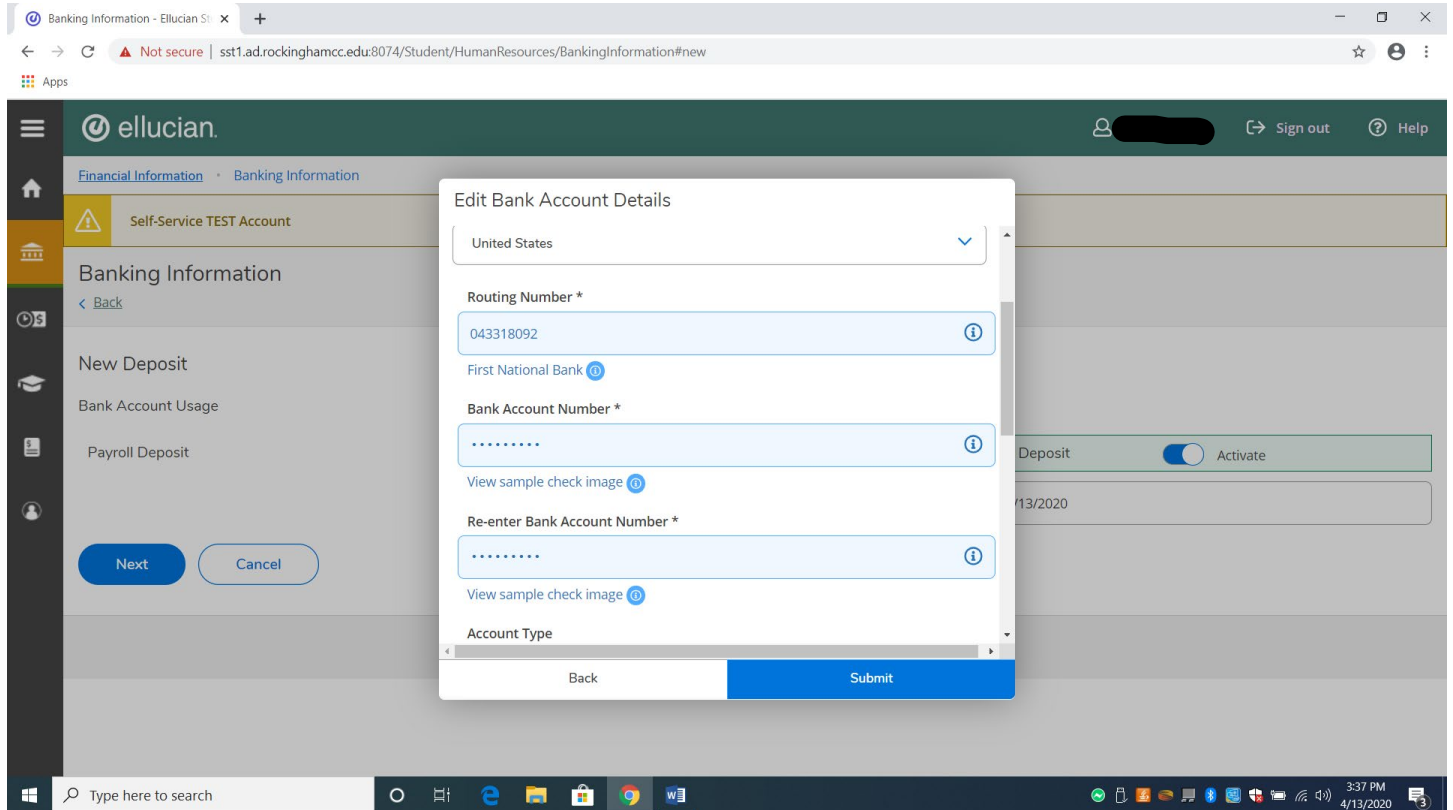 Banking Information - Ellucian St
Not secure | sst1.ad.rockinghamcc.edu:8074/Student/HumanResources/BankingInformation#new
Apps
ellucian.
Sign out
Help
Financial Information · Banking Information
Self-Service TEST Account
Banking Information
< Back
New Deposit
Bank Account Usage
Payroll Deposit
Deposit
Activate
/13/2020
Next
Cancel
Edit Bank Account Details
United States
Routing Number *
043318092
First National Bank
Bank Account Number *
•••••••••
View sample check image
Re-enter Bank Account Number *
•••••••••
View sample check image
Account Type
Back
Submit
Type here to search
3:37 PM
4/13/2020
3